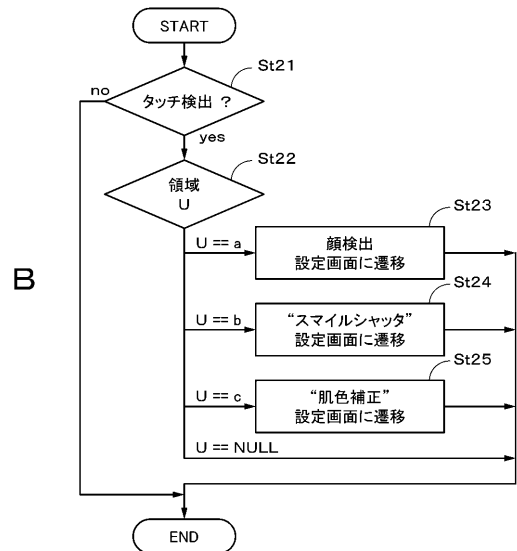 START
St21
no
タッチ検出 ?
yes
St22
領域
U
St23
U == a
顔検出
設定画面に遷移
B
St24
U == b
“スマイルシャッタ”
設定画面に遷移
St25
U == c
“肌色補正”
設定画面に遷移
U == NULL
END